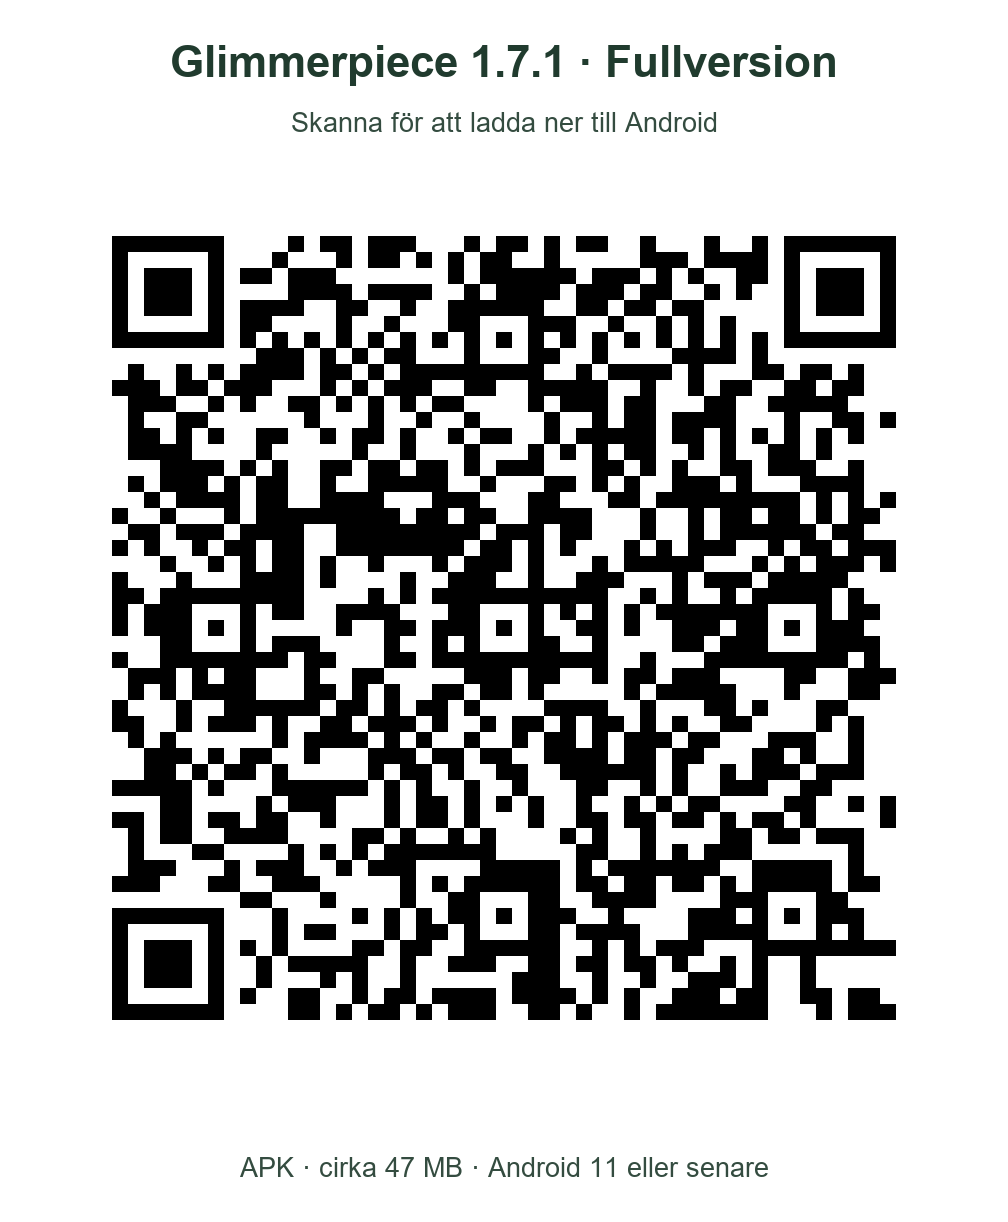 Glimmerpiece 1.7.1 · Fullversion
Skanna för att ladda ner till Android
APK · cirka 47 MB · Android 11 eller senare